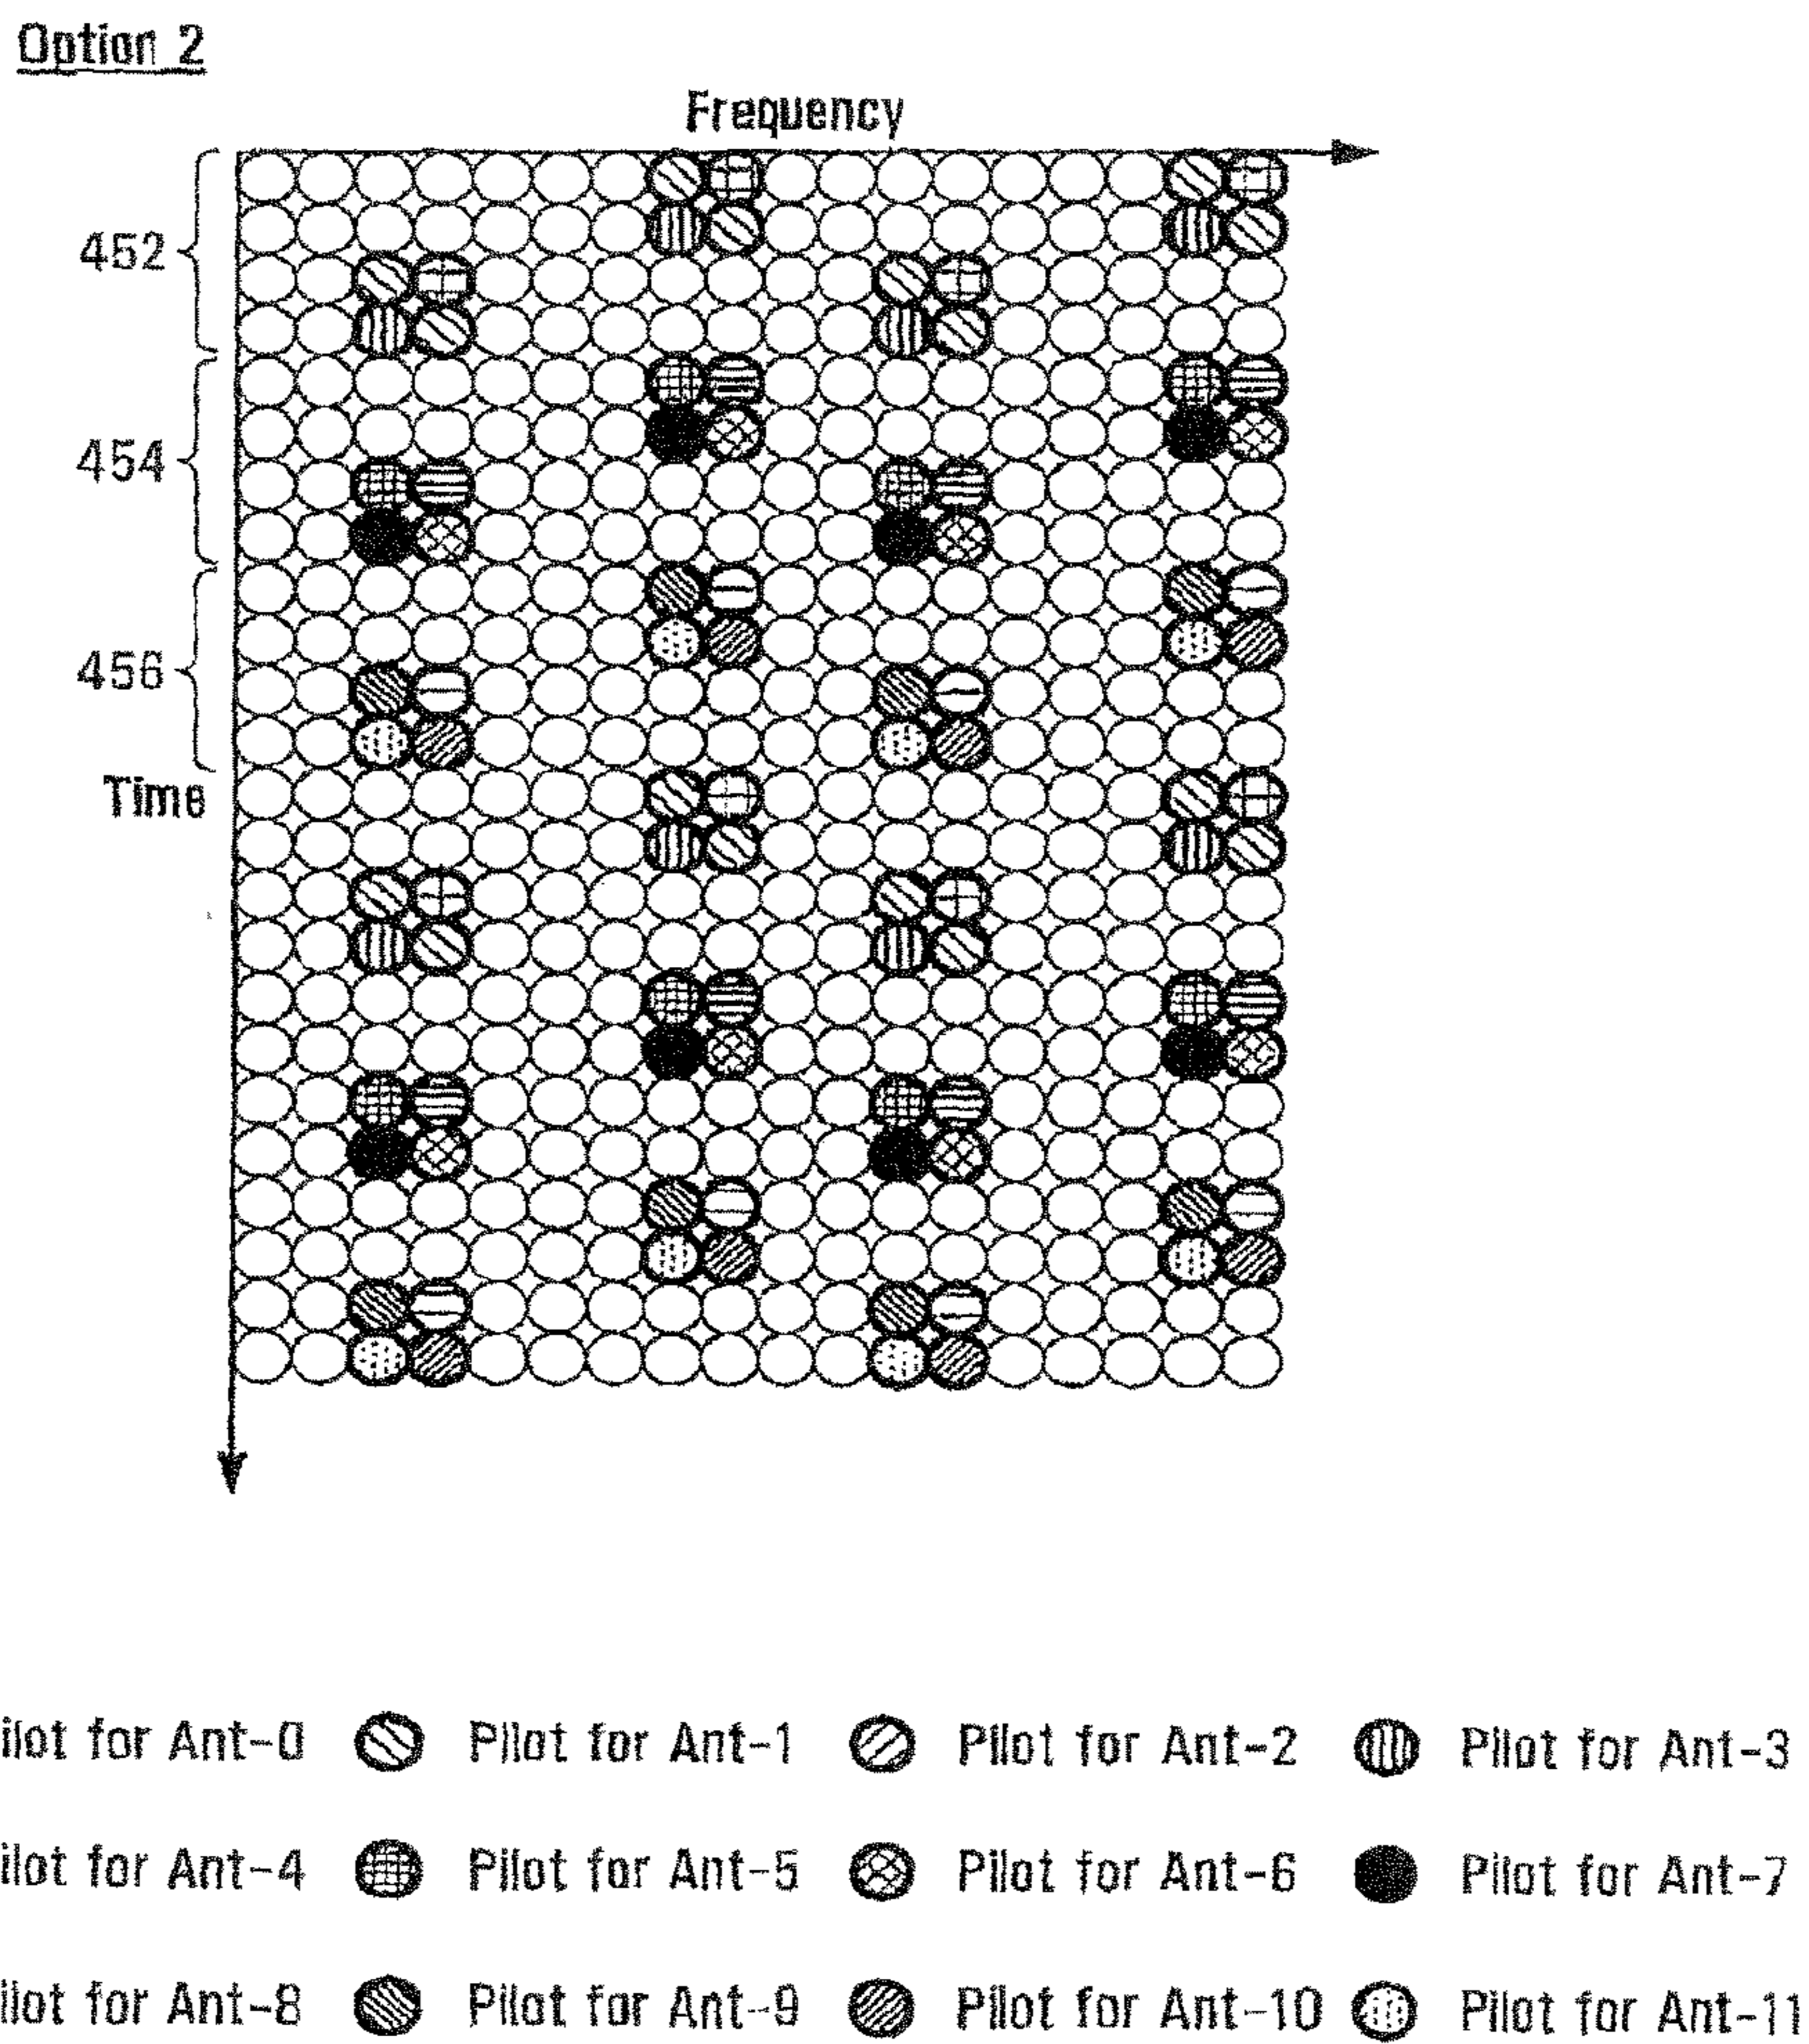 Option 2
Frequency
452
454
456
Time
ilot for Ant-0 Pilot for Ant-1 Pilot for Ant-2 Pilot for Ant-3
ilot for Ant-4 Pilot for Ant-5 Pilot for Ant-6 Pilot for Ant-7
ilot for Ant-8 Pilot for Ant-9 Pilot for Ant-10 Pilot for Ant-11